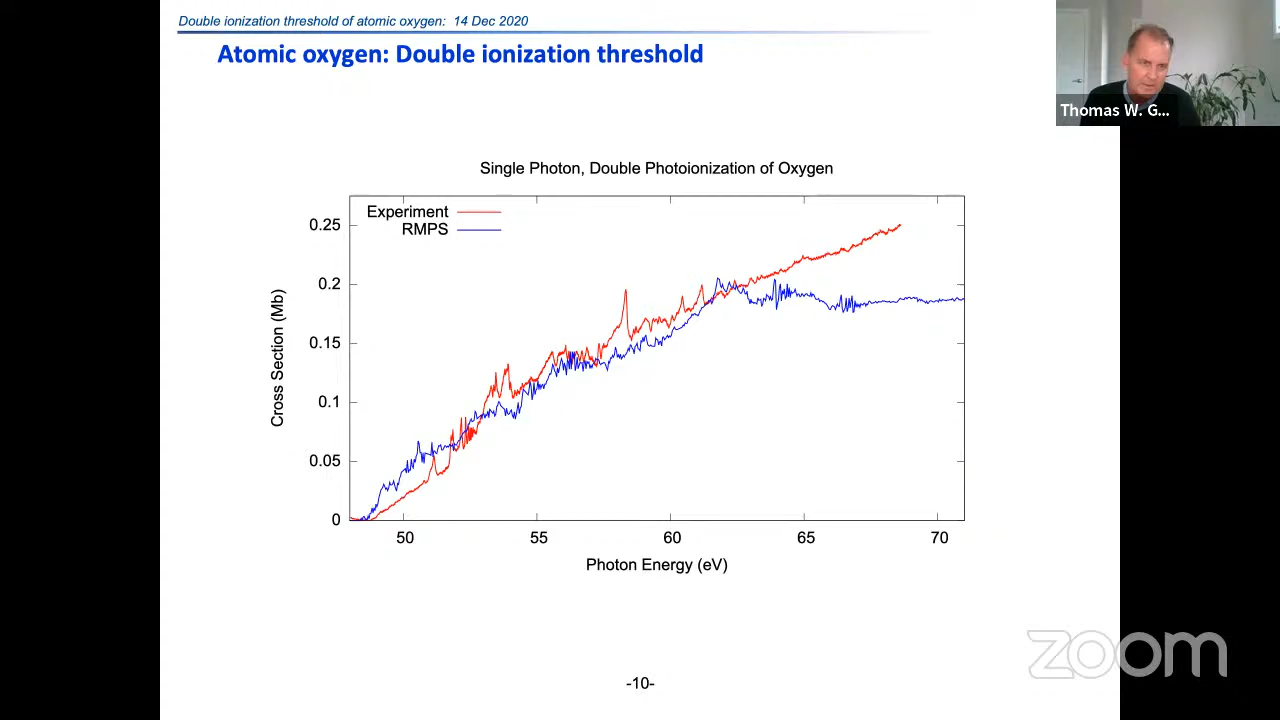 Double ionization threshold of atomic oxygen: 14 Dec 2020
Atomic oxygen: Double ionization threshold
Thomas W. G...
Single Photon, Double Photoionization of Oxygen
Experiment
RMPS
0.25
0.2
0.15
0.1
0.05
0
Cross Section (Mb)
50 55 60 65 70
Photon Energy (eV)
zoom
-10-